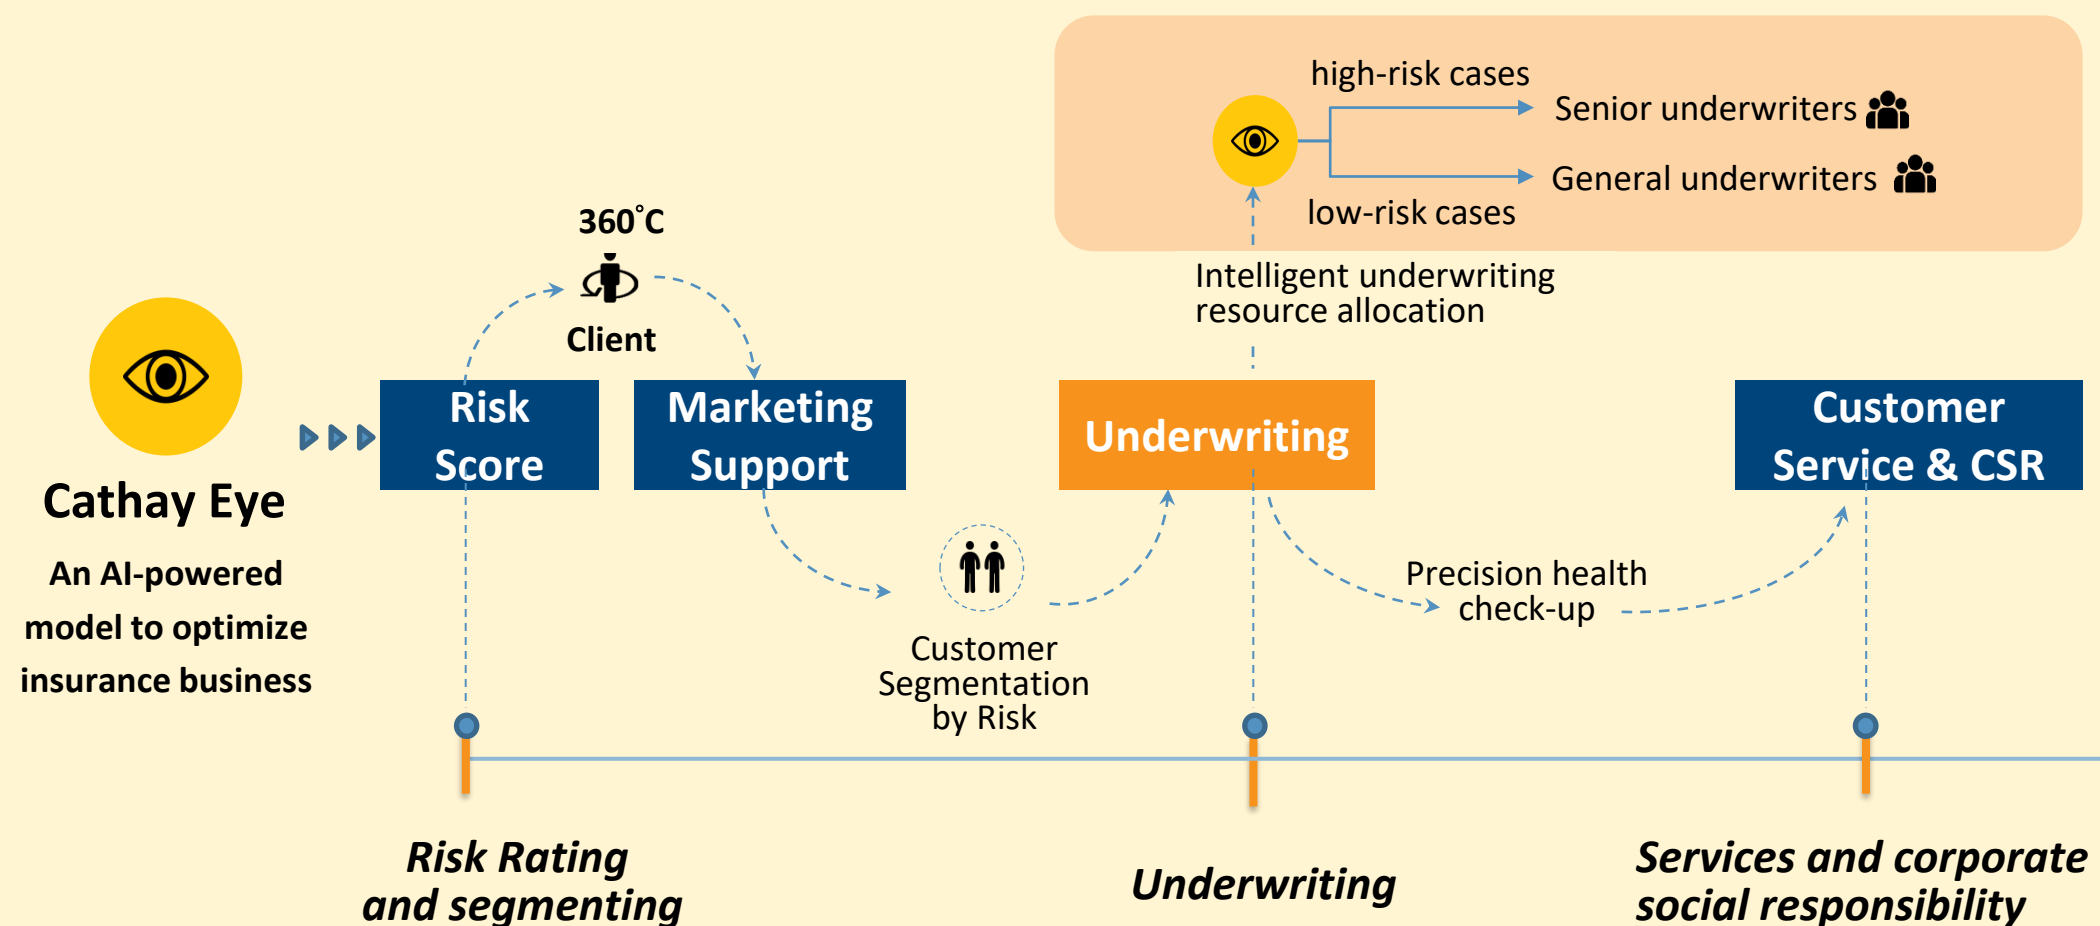 high-risk cases
Senior underwriters
General underwriters
low-risk cases
360°C
Client
Intelligent underwriting
resource allocation
Risk
Score
Marketing
Support
Underwriting
Customer
Service & CSR
Cathay Eye
An AI-powered
model to optimize
insurance business
Customer
Segmentation
by Risk
Precision health
check-up
Risk Rating
and segmenting
Underwriting
Services and corporate
social responsibility